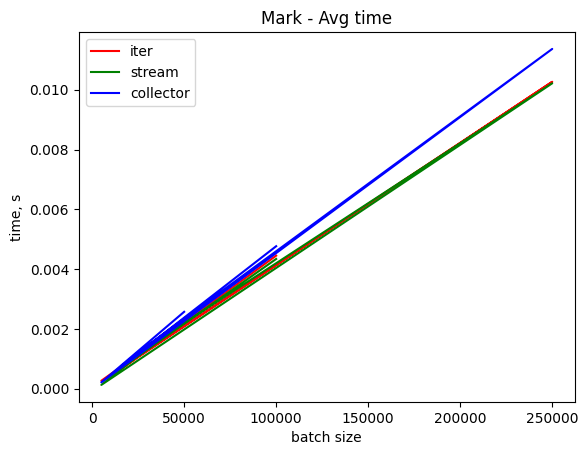 Mark - Avg time
iter
stream
collector
0.010
0.008
0.006
0.004
0.002
0.000
time, s
0 50000 100000 150000 200000 250000
batch size